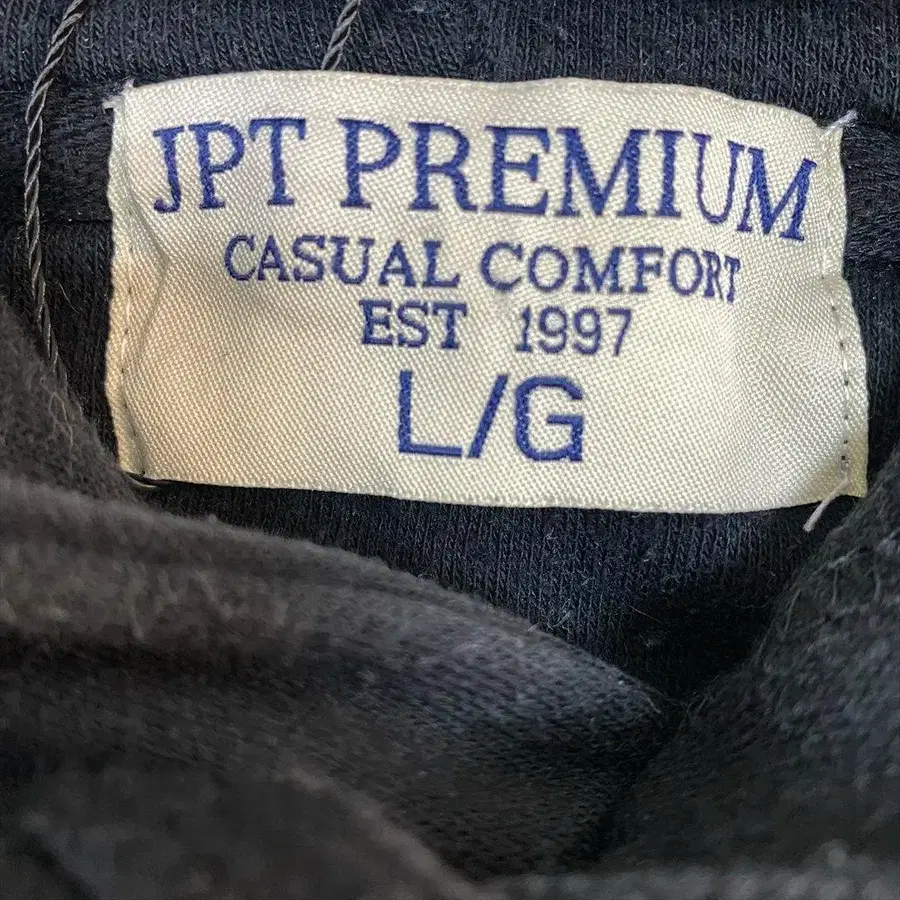 JPT PREMIUM
CASUAL COMFORT
EST 1997
L/G